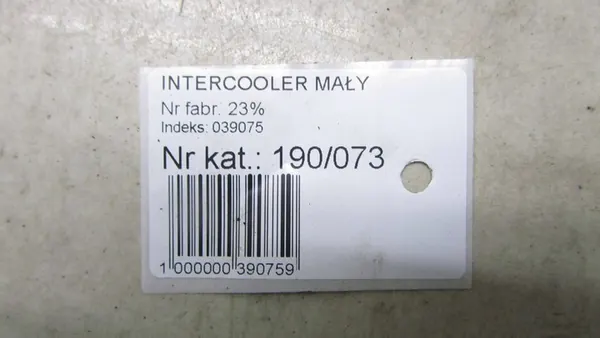 INTERCOOLER MAŁY
Nr fabr. 23%
Indeks: 039075
Nr kat.: 190/073
1 000000 390759